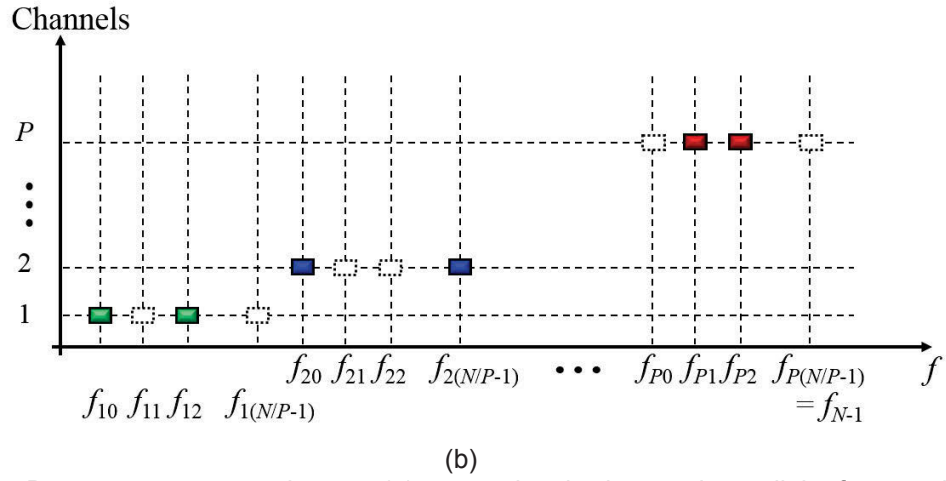 Channels
P
⋮
2
1
f20 f21 f22 f2(N/P-1) ••• fP0 fP1 fP2 fP(N/P-1) f
f10 f11 f12 f1(N/P-1) = fN-1
(b)